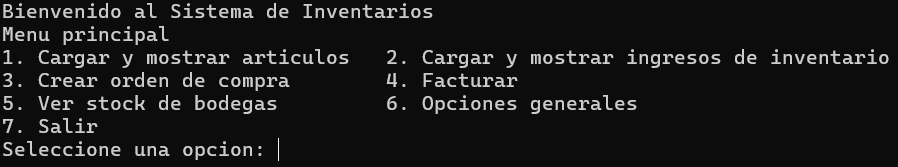 Bienvenido al Sistema de Inventarios
Menu principal
1. Cargar y mostrar articulos   2. Cargar y mostrar ingresos de inventario
3. Crear orden de compra        4. Facturar
5. Ver stock de bodegas         6. Opciones generales
7. Salir
Seleccione una opcion: